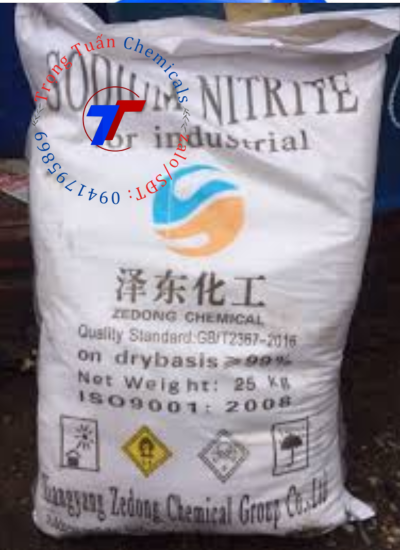 SODIUM NITRITE
for industrial
Trọng Tuấn Chemicals <<Zalo/SĐT: 0941795869 <<
泽东化工
ZEDONG CHEMICAL
Quality Standard:GB/T2367-2016
on drybasis≥99%
Net Weight: 25 Kg
ISO9001: 2008
Xiangyang Zedong Chemical Group Co.,Ltd